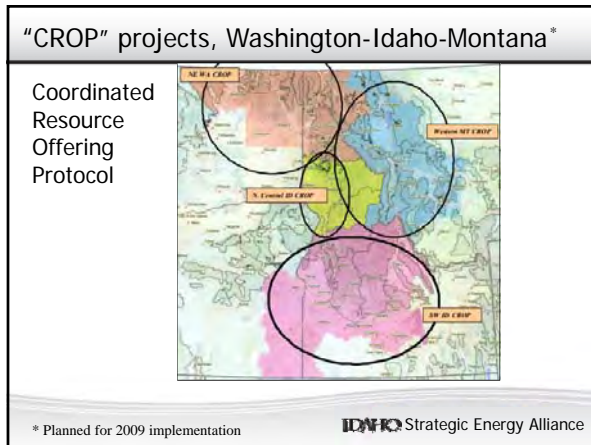 “CROP” projects, Washington-Idaho-Montana*
Coordinated
Resource
Offering
Protocol
NE WA CROP
Western MT CROP
N. Central ID CROP
SW ID CROP
* Planned for 2009 implementation
IDAHO Strategic Energy Alliance